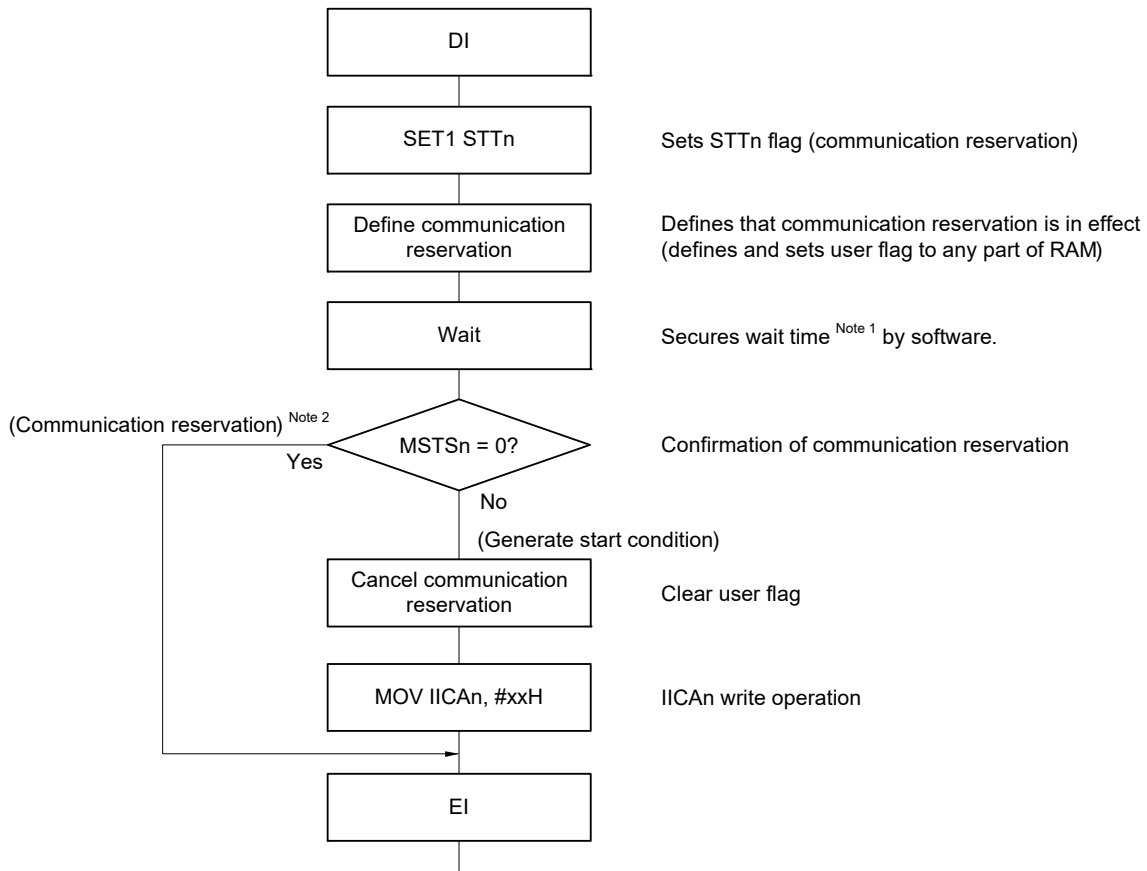 DI
SET1 STTn
Sets STTn flag (communication reservation)
Define communication
reservation
Defines that communication reservation is in effect
(defines and sets user flag to any part of RAM)
Wait
Secures wait time Note 1 by software.
(Communication reservation) Note 2
Yes
MSTSn = 0?
Confirmation of communication reservation
No
(Generate start condition)
Cancel communication
reservation
Clear user flag
MOV IICAn, #xxH
IICAn write operation
EI